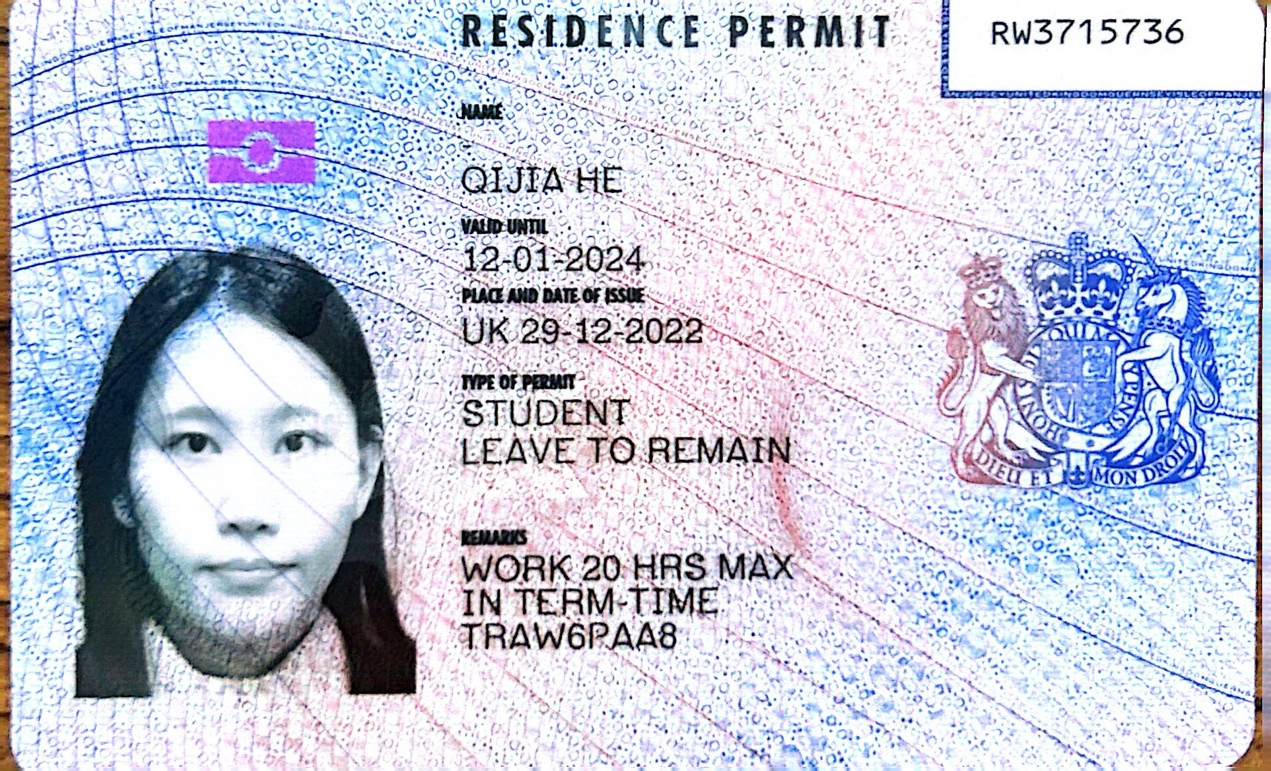 RESIDENCE PERMIT
RW3715736
NAME
-
QIJIA HE
VALID UNTIL
12-01-2024
PLACE AND DATE OF ISSUE
UK 29-12-2022
TYPE OF PERMIT
STUDENT
LEAVE TO REMAIN
REMARKS
WORK 20 HRS MAX
IN TERM-TIME
TRAW6PAA8
DIEU ET MON DROIT